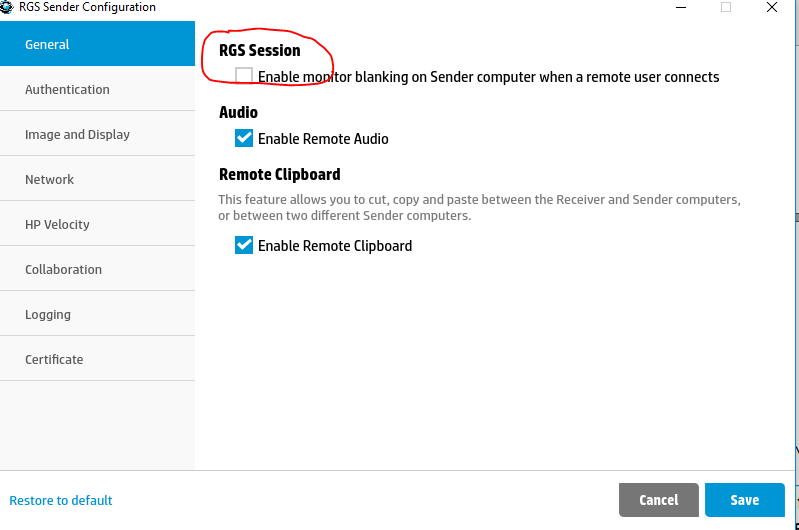 RGS Sender Configuration
General
Authentication
Image and Display
Network
HP Velocity
Collaboration
Logging
Certificate
RGS Session
Enable monitor blanking on Sender computer when a remote user connects
Audio
Enable Remote Audio
Remote Clipboard
This feature allows you to cut, copy and paste between the Receiver and Sender computers,
or between two different Sender computers.
Enable Remote Clipboard
Restore to default
Cancel
Save